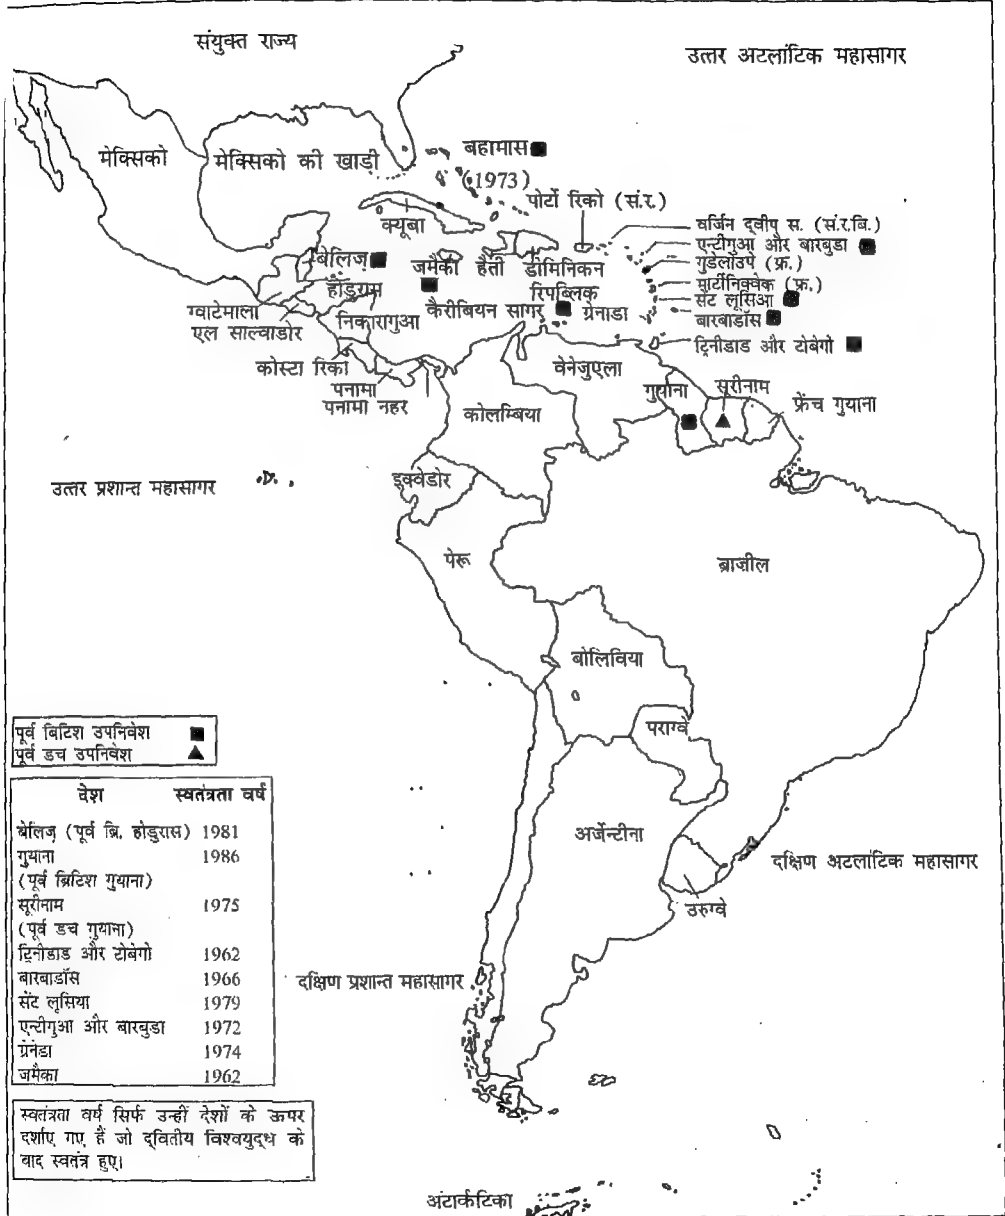 संयुक्त राज्य
उत्तर अटलांटिक महासागर
मेक्सिको
मेक्सिको की खाड़ी
बहामास
(1973)
पोर्टो रिको (सं.र.)
क्यूबा
वर्जिन द्वीप स. (सं.र.बि.)
एन्टीगुआ और बारबुडा
गुडेलोउपे (फ्र.)
मार्टीनिक्वेक (फ्र.)
सेंट लूसिआ
बारबाडॉस
ट्रिनीडाड और टोबेगो
बेलिज़
जमैका
हैती
डोमिनिकन
रिपब्लिक
होंडुरास
ग्वाटेमाला
एल साल्वाडोर
निकारागुआ
कैरीबियन सागर
ग्रेनाडा
कोस्टा रिका
पनामा
पनामा नहर
वेनेजुएला
गुयाना
सूरीनाम
फ्रेंच गुयाना
कोलम्बिया
उत्तर प्रशान्त महासागर
इक्वेडोर
पेरू
ब्राज़ील
बोलिविया
पराग्वे
पूर्व बिटिश उपनिवेश
पूर्व डच उपनिवेश
देश स्वतंत्रता वर्ष
बेलिज़ (पूर्व ब्रि. होडुरास) 1981
गुयाना 1986
(पूर्व ब्रिटिश गुयाना)
सूरीनाम 1975
(पूर्व डच गुयाना)
ट्रिनीडाड और टोबेगो 1962
बारबाडॉस 1966
सेंट लूसिया 1979
एन्टीगुआ और बारबुडा 1972
ग्रेनेडा 1974
जमैका 1962
अर्जेन्टीना
दक्षिण अटलांटिक महासागर
उरुग्वे
दक्षिण प्रशान्त महासागर
स्वतंत्रता वर्ष सिर्फ उन्हीं देशों के ऊपर
दर्शाए गए हैं जो द्वितीय विश्वयुद्ध के
बाद स्वतंत्र हुए।
अंटार्कटिका